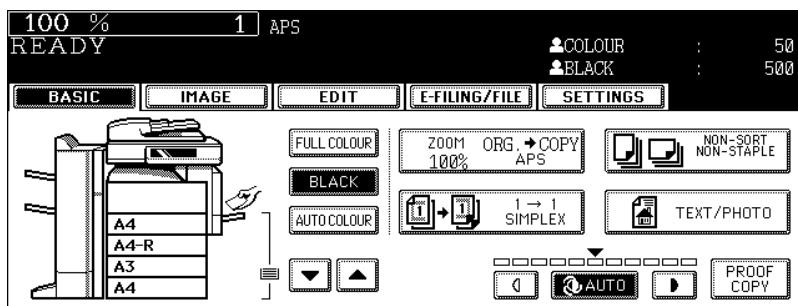 100 % 1 APS
READY
COLOUR : 50
BLACK : 500
BASIC IMAGE EDIT E-FILING/FILE SETTINGS
FULL COLOUR
BLACK
AUTO COLOUR
ZOOM ORG. → COPY
100% APS
NON-SORT
NON-STAPLE
1 → 1
1 → 1
SIMPLEX
TEXT/PHOTO
A4
A4-R
A3
A4
AUTO
PROOF
COPY